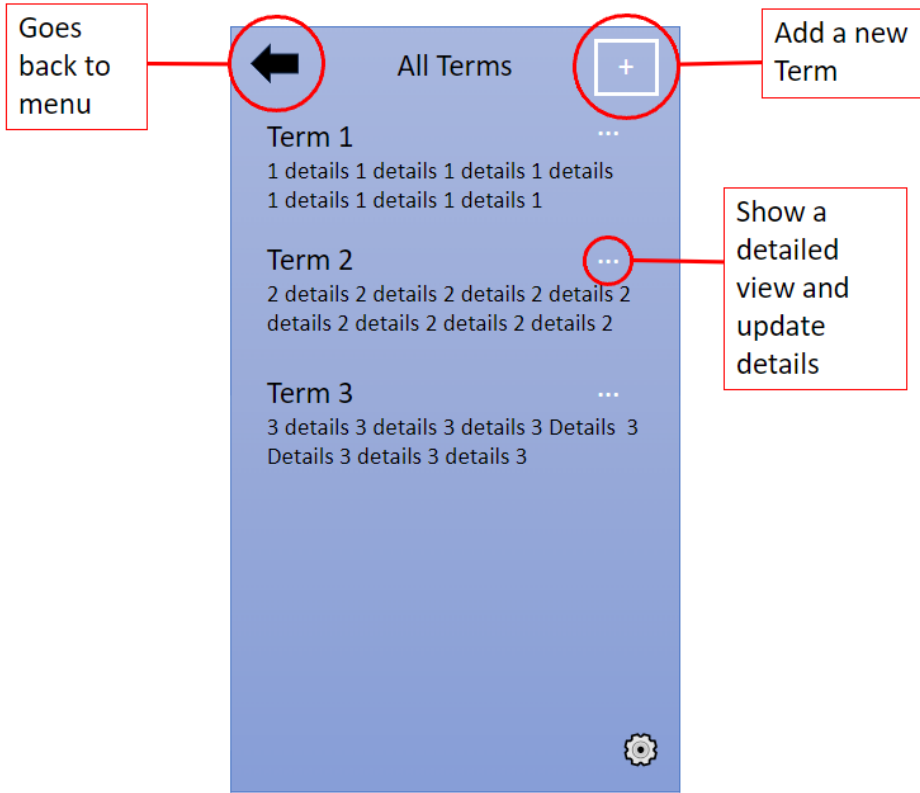 Goes
back to
menu
All Terms
+
Add a new
Term
Term 1
...
1 details 1 details 1 details 1 details
1 details 1 details 1 details 1
Term 2
...
2 details 2 details 2 details 2 details 2
details 2 details 2 details 2 details 2
Show a
detailed
view and
update
details
Term 3
...
3 details 3 details 3 details 3 Details  3
Details 3 details 3 details 3